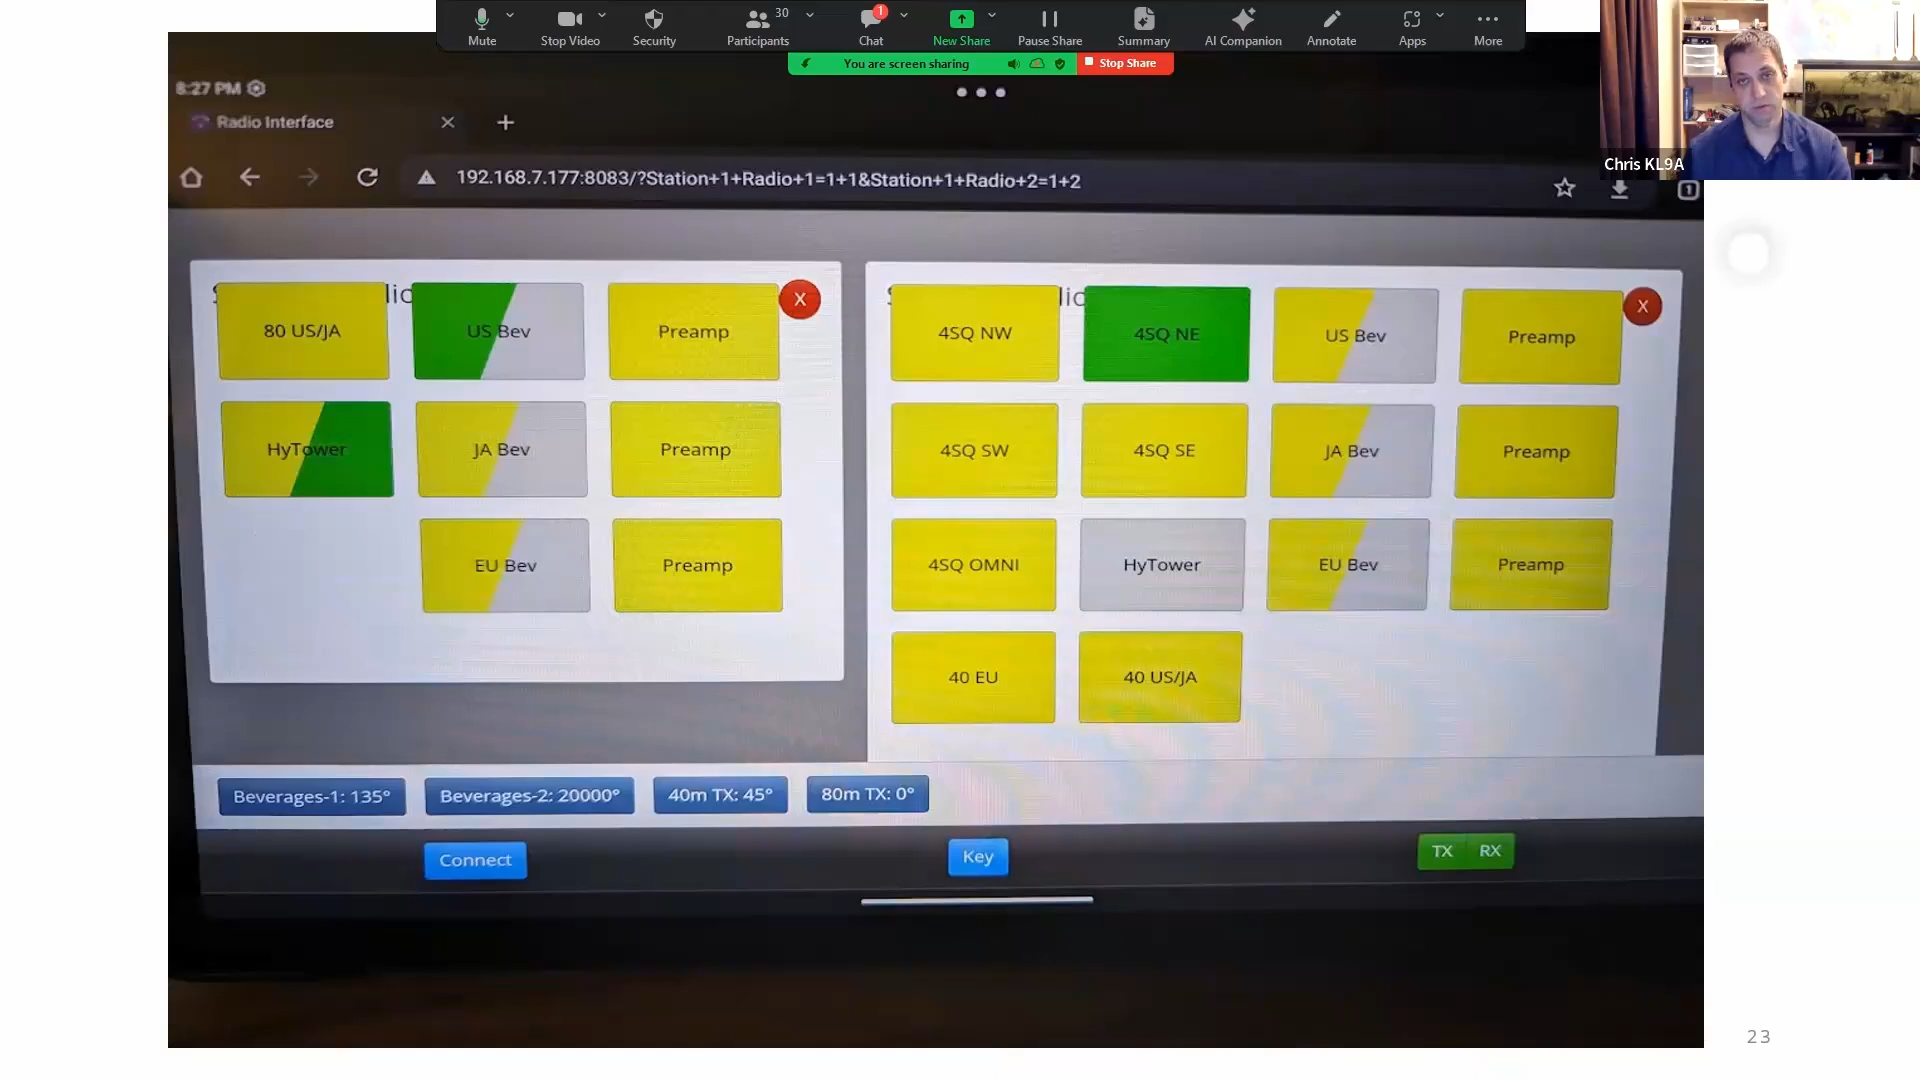 Mute
Stop Video
Security
30
Participants
1
Chat
New Share
Pause Share
Summary
AI Companion
Annotate
Apps
More
You are screen sharing
Stop Share
Chris KL9A
8:27 PM
Radio Interface
192.168.7.177:8083/?Station+1+Radio+1=1+1&Station+1+Radio+2=1+2
1
80 US/JA
US Bev
Preamp
X
HyTower
JA Bev
Preamp
EU Bev
Preamp
4SQ NW
4SQ NE
US Bev
Preamp
X
4SQ SW
4SQ SE
JA Bev
Preamp
4SQ OMNI
HyTower
EU Bev
Preamp
40 EU
40 US/JA
Beverages-1: 135°
Beverages-2: 20000°
40m TX: 45°
80m TX: 0°
Connect
Key
TX RX
23